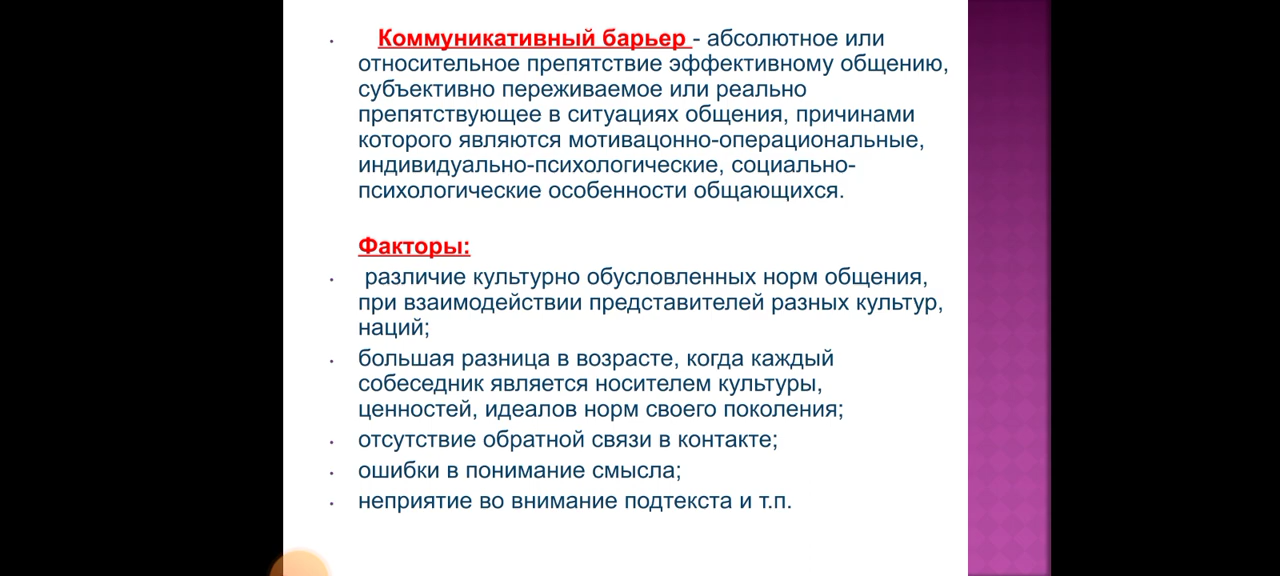 Коммуникативный барьер - абсолютное или
относительное препятствие эффективному общению,
субъективно переживаемое или реально
препятствующее в ситуациях общения, причинами
которого являются мотивацонно-операциональные,
индивидуально-психологические, социально-
психологические особенности общающихся.
Факторы:
различие культурно обусловленных норм общения,
при взаимодействии представителей разных культур,
наций;
большая разница в возрасте, когда каждый
собеседник является носителем культуры,
ценностей, идеалов норм своего поколения;
отсутствие обратной связи в контакте;
ошибки в понимание смысла;
неприятие во внимание подтекста и т.п.